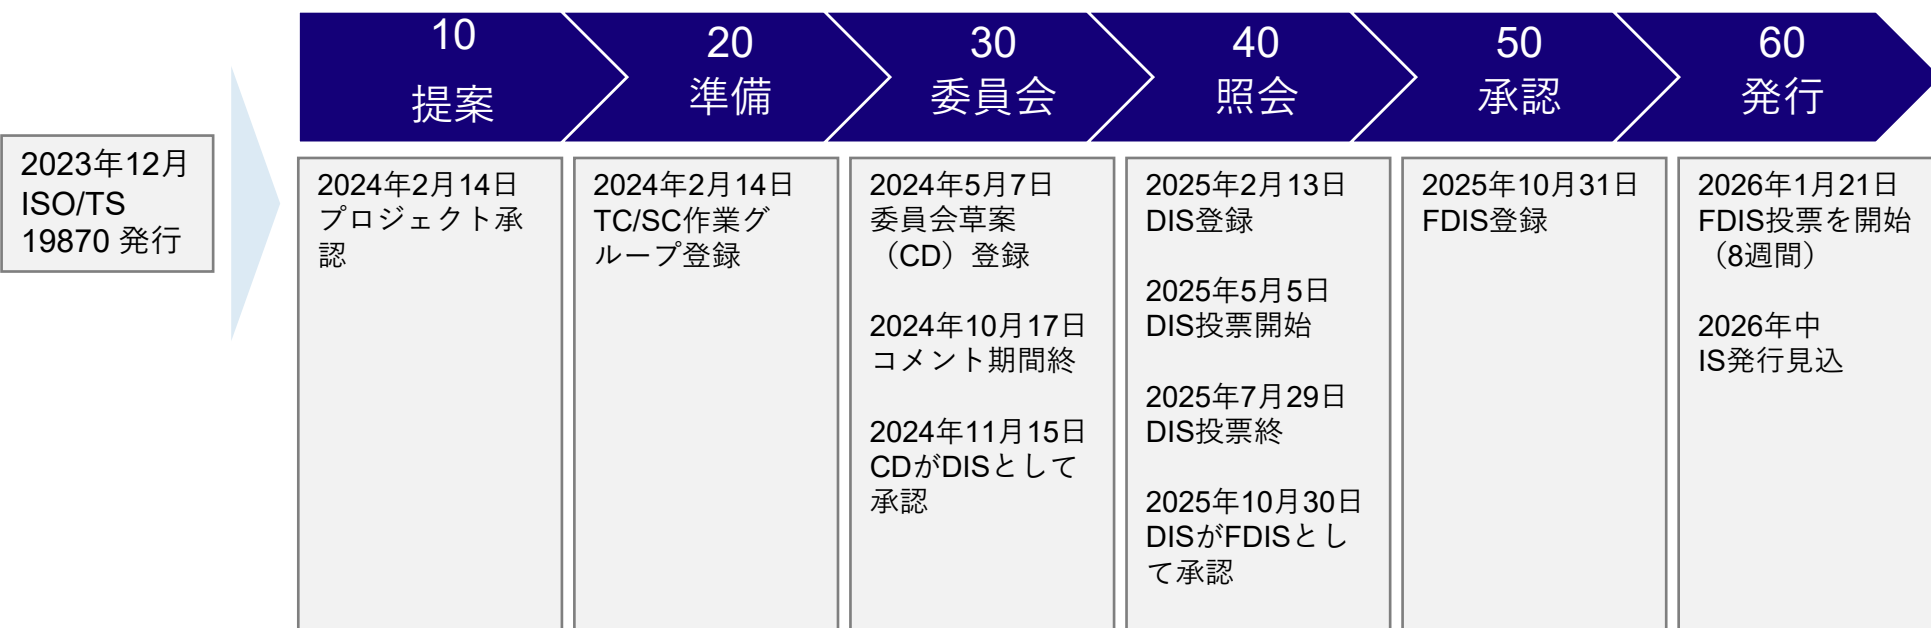 10
提案
20
準備
30
委員会
40
照会
50
承認
60
発行
2023年12月
ISO/TS
19870 発行
2024年2月14日
プロジェクト承
認
2024年2月14日
TC/SC作業グ
ループ登録
2024年5月7日
委員会草案
（CD）登録
2024年10月17日
コメント期間終
2024年11月15日
CDがDISとして
承認
2025年2月13日
DIS登録
2025年5月5日
DIS投票開始
2025年7月29日
DIS投票終
2025年10月30日
DISがFDISとし
て承認
2025年10月31日
FDIS登録
2026年1月21日
FDIS投票を開始
（8週間）
2026年中
IS発行見込